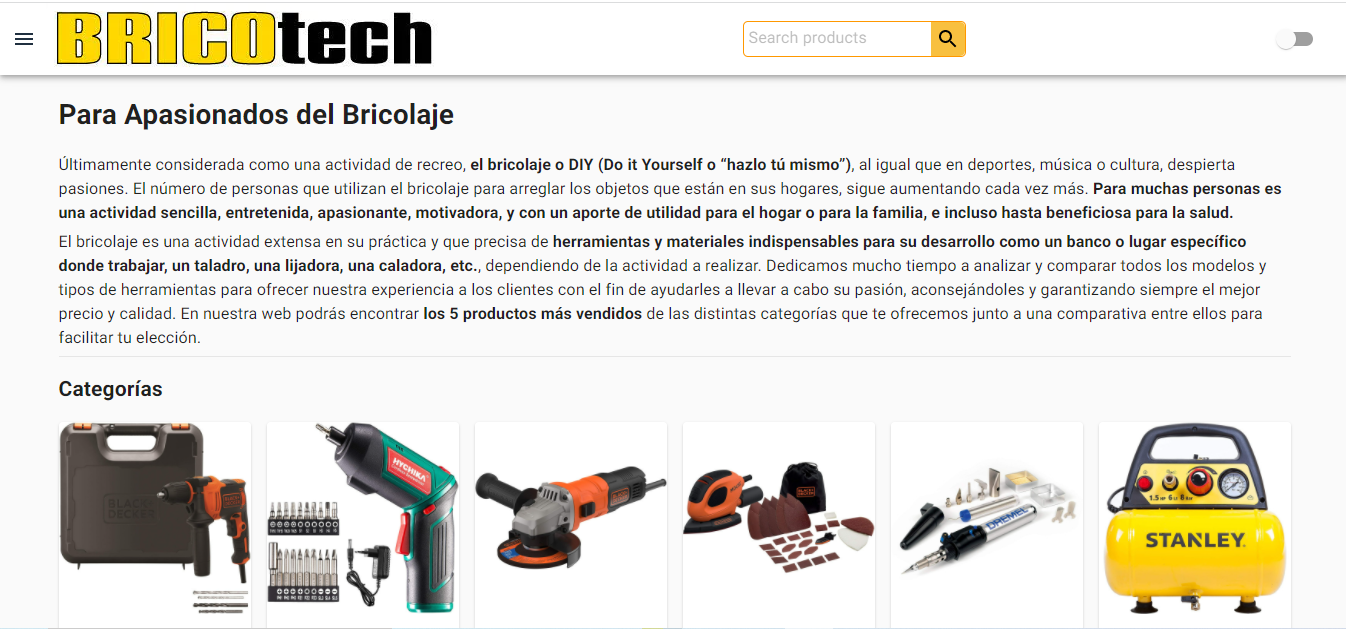 BRICOtech
Search products
Para Apasionados del Bricolaje
Últimamente considerada como una actividad de recreo, el bricolaje o DIY (Do it Yourself o “hazlo tú mismo”), al igual que en deportes, música o cultura, despierta
pasiones. El número de personas que utilizan el bricolaje para arreglar los objetos que están en sus hogares, sigue aumentando cada vez más. Para muchas personas es
una actividad sencilla, entretenida, apasionante, motivadora, y con un aporte de utilidad para el hogar o para la familia, e incluso hasta beneficiosa para la salud.
El bricolaje es una actividad extensa en su práctica y que precisa de herramientas y materiales indispensables para su desarrollo como un banco o lugar específico
donde trabajar, un taladro, una lijadora, una caladora, etc., dependiendo de la actividad a realizar. Dedicamos mucho tiempo a analizar y comparar todos los modelos y
tipos de herramientas para ofrecer nuestra experiencia a los clientes con el fin de ayudarles a llevar a cabo su pasión, aconsejándoles y garantizando siempre el mejor
precio y calidad. En nuestra web podrás encontrar los 5 productos más vendidos de las distintas categorías que te ofrecemos junto a una comparativa entre ellos para
facilitar tu elección.
Categorías
BLACK+
DECKER
HYCHIKA
DREMEL
1.5 HP 6 LT 8 BAR
STANLEY.